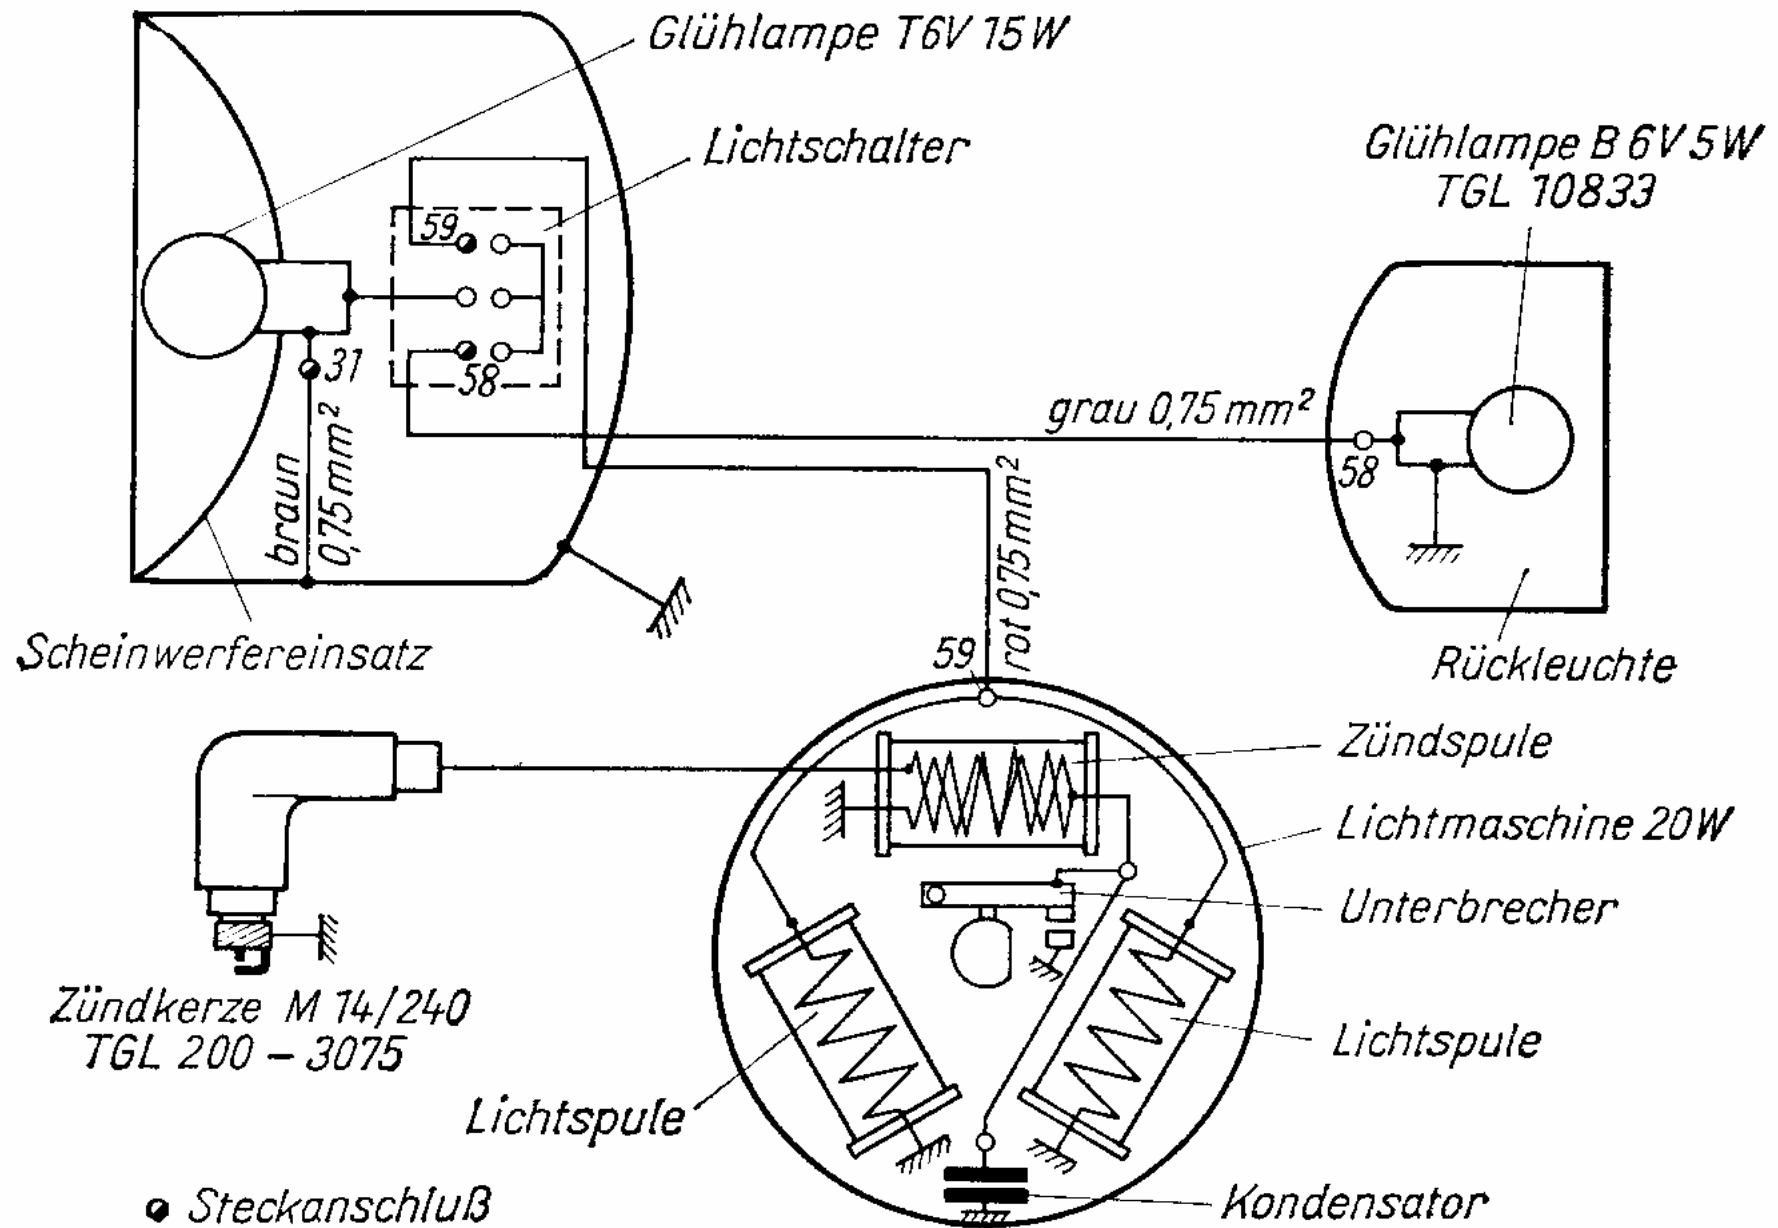 Glühlampe T6V 15W
Lichtschalter
Glühlampe B 6V 5W
TGL 10833
59
31
58
braun
0,75mm²
grau 0,75mm²
58
rot 0,75mm²
59
Scheinwerfereinsatz
Rückleuchte
Zündspule
Lichtmaschine 20W
Unterbrecher
Zündkerze M 14/240
TGL 200 – 3075
Lichtspule
Lichtspule
Steckanschluß
Kondensator